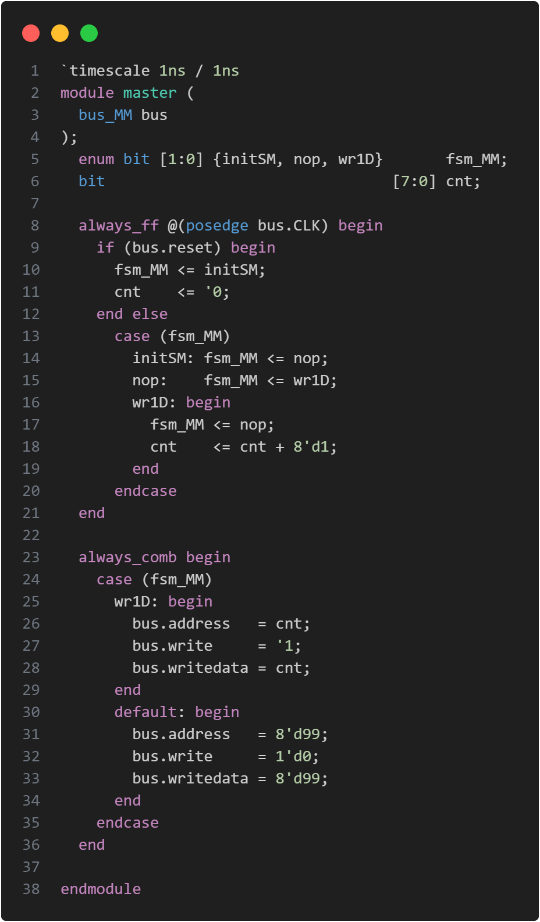 1 `timescale 1ns / 1ns
2 module master (
3   bus_MM bus
4 );
5   enum bit [1:0] {initSM, nop, wr1D}       fsm_MM;
6   bit                                [7:0] cnt;
7
8   always_ff @(posedge bus.CLK) begin
9     if (bus.reset) begin
10       fsm_MM <= initSM;
11       cnt    <= '0;
12     end else
13       case (fsm_MM)
14         initSM: fsm_MM <= nop;
15         nop:    fsm_MM <= wr1D;
16         wr1D: begin
17           fsm_MM <= nop;
18           cnt    <= cnt + 8'd1;
19         end
20       endcase
21   end
22
23   always_comb begin
24     case (fsm_MM)
25       wr1D: begin
26         bus.address   = cnt;
27         bus.write     = '1;
28         bus.writedata = cnt;
29       end
30       default: begin
31         bus.address   = 8'd99;
32         bus.write     = 1'd0;
33         bus.writedata = 8'd99;
34       end
35     endcase
36   end
37
38 endmodule